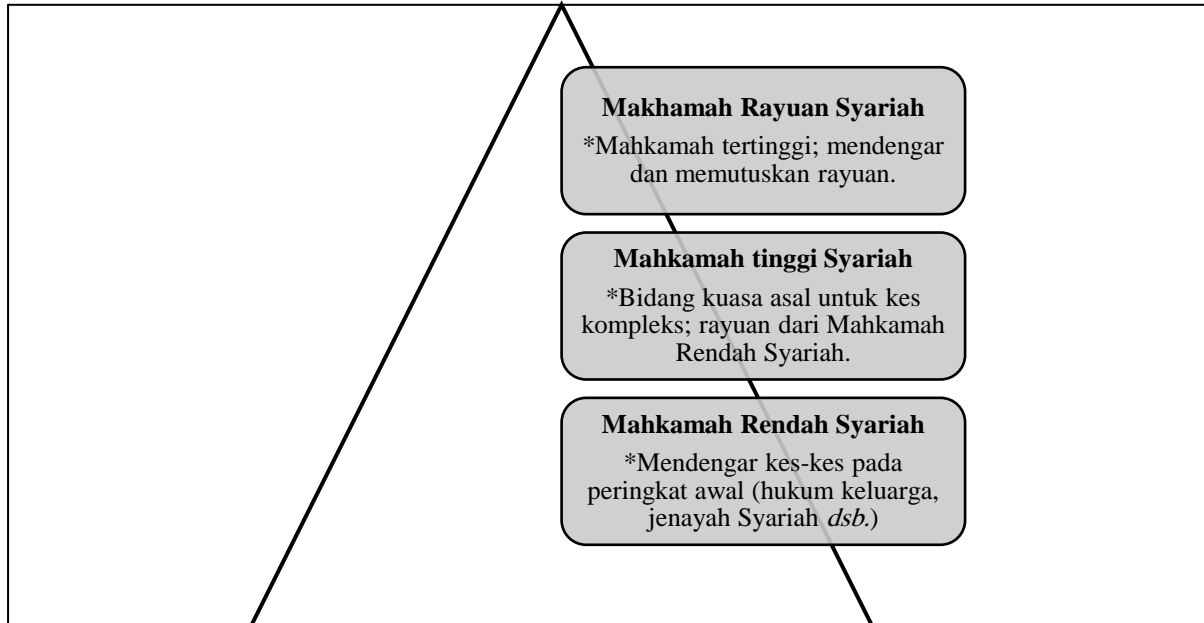 Makhamah Rayuan Syariah
*Mahkamah tertinggi; mendengar
dan memutuskan rayuan.
Mahkamah tinggi Syariah
*Bidang kuasa asal untuk kes
kompleks; rayuan dari Mahkamah
Rendah Syariah.
Mahkamah Rendah Syariah
*Mendengar kes-kes pada
peringkat awal (hukum keluarga,
jenayah Syariah dsb.)